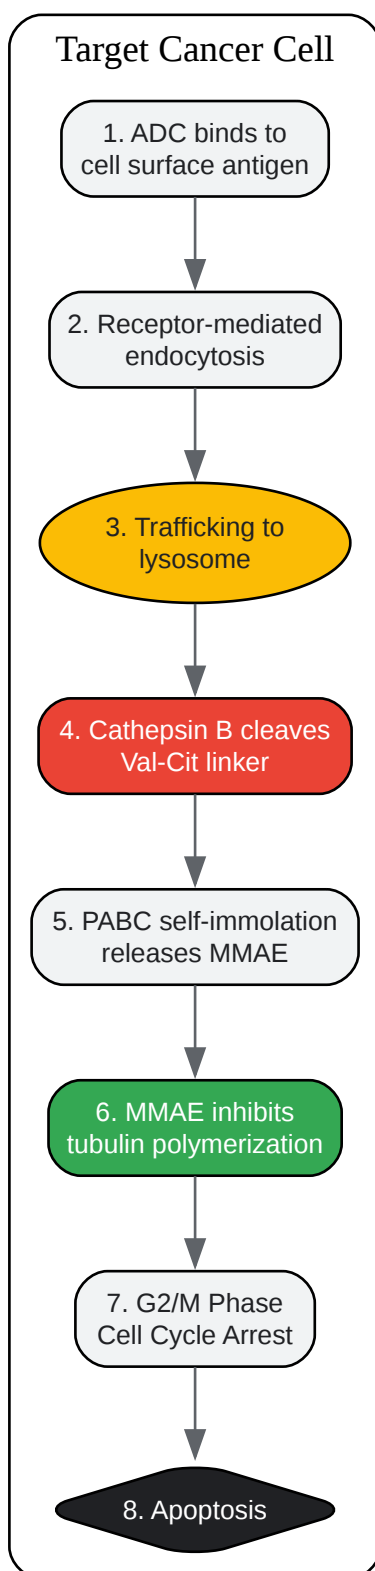 Target Cancer Cell
1. ADC binds to
cell surface antigen
2. Receptor-mediated
endocytosis
3. Trafficking to
lysosome
4. Cathepsin B cleaves
Val-Cit linker
5. PABC self-immolation
releases MMAE
6. MMAE inhibits
tubulin polymerization
7. G2/M Phase
Cell Cycle Arrest
8. Apoptosis